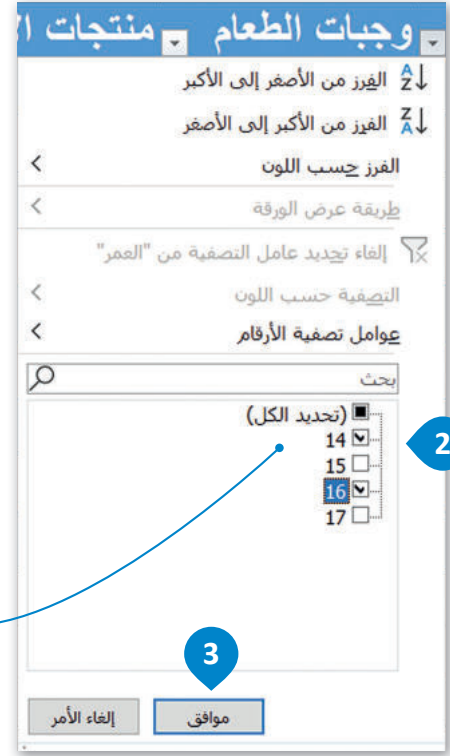 وجبات الطعام منتجات ا
الفرز من الأصغر إلى الأكبر
الفرز من الأكبر إلى الأصغر
الفرز حسب اللون
طريقة عرض الورقة
إلغاء تحديد عامل التصفية من "العمر"
التصفية حسب اللون
عوامل تصفية الأرقام
بحث
(تحديد الكل)
14
15
16
17
2
3
موافق
إلغاء الأمر